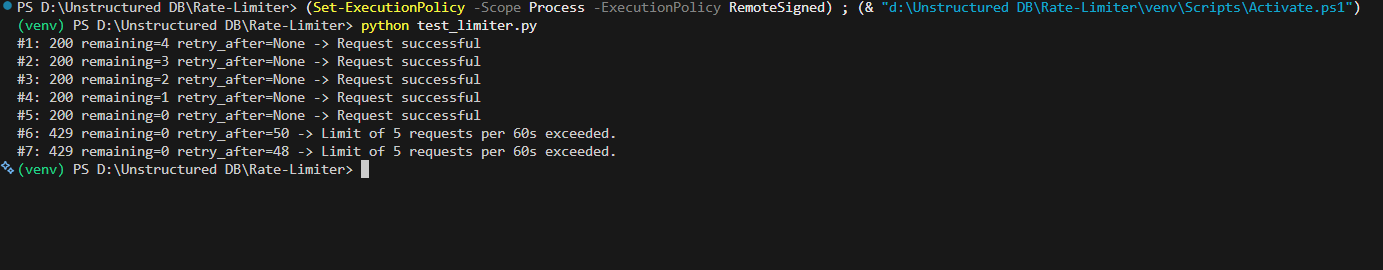 PS D:\Unstructured DB\Rate-Limiter> (Set-ExecutionPolicy -Scope Process -ExecutionPolicy RemoteSigned) ; (& "d:\Unstructured DB\Rate-Limiter\venv\Scripts\Activate.ps1")
(venv) PS D:\Unstructured DB\Rate-Limiter> python test_limiter.py
#1: 200 remaining=4 retry_after=None -> Request successful
#2: 200 remaining=3 retry_after=None -> Request successful
#3: 200 remaining=2 retry_after=None -> Request successful
#4: 200 remaining=1 retry_after=None -> Request successful
#5: 200 remaining=0 retry_after=None -> Request successful
#6: 429 remaining=0 retry_after=50 -> Limit of 5 requests per 60s exceeded.
#7: 429 remaining=0 retry_after=48 -> Limit of 5 requests per 60s exceeded.
(venv) PS D:\Unstructured DB\Rate-Limiter>